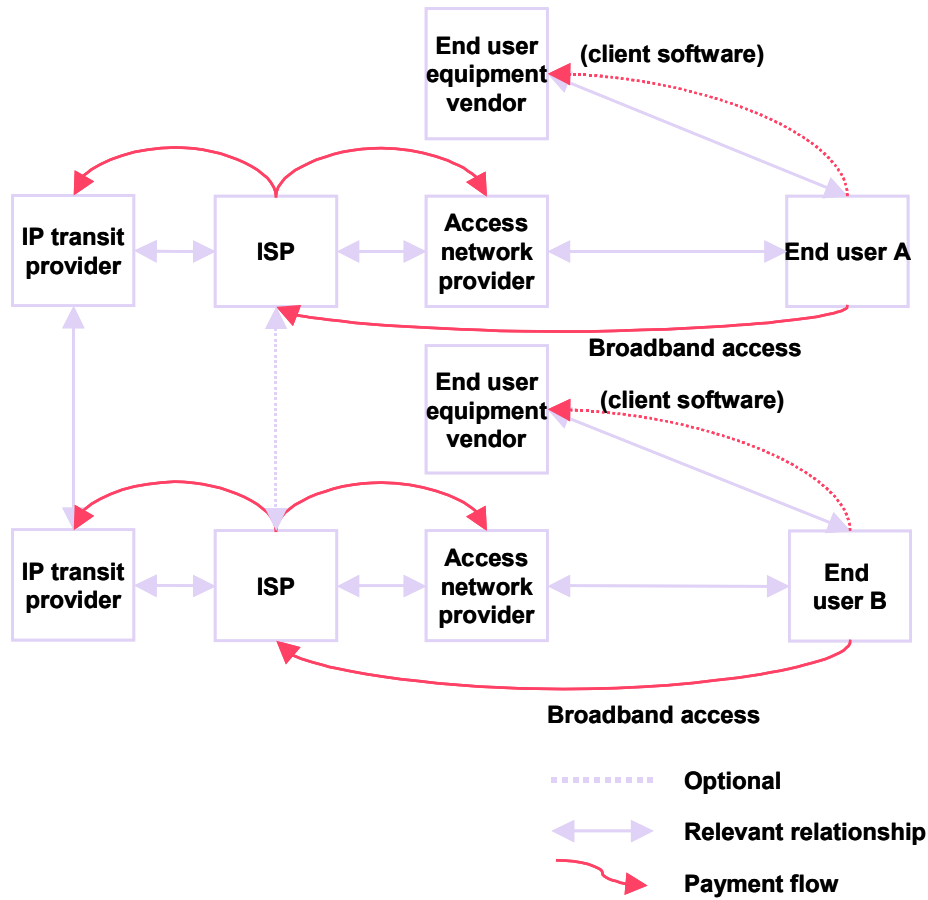 End user
equipment
vendor
(client software)
IP transit
provider
ISP
Access
network
provider
End user A
Broadband access
End user
equipment
vendor
(client software)
IP transit
provider
ISP
Access
network
provider
End
user B
Broadband access
Optional
Relevant relationship
Payment flow